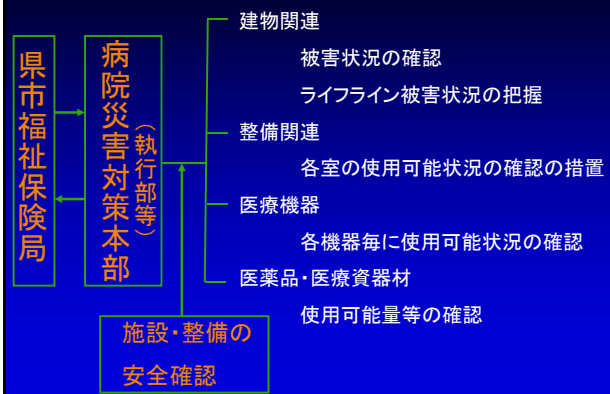 県市福祉保険局
病院災害対策本部
(執行部等)
建物関連
被害状況の確認
ライフライン被害状況の把握
整備関連
各室の使用可能状況の確認の措置
医療機器
各機器毎に使用可能状況の確認
医薬品・医療資器材
使用可能量等の確認
施設・整備の
安全確認